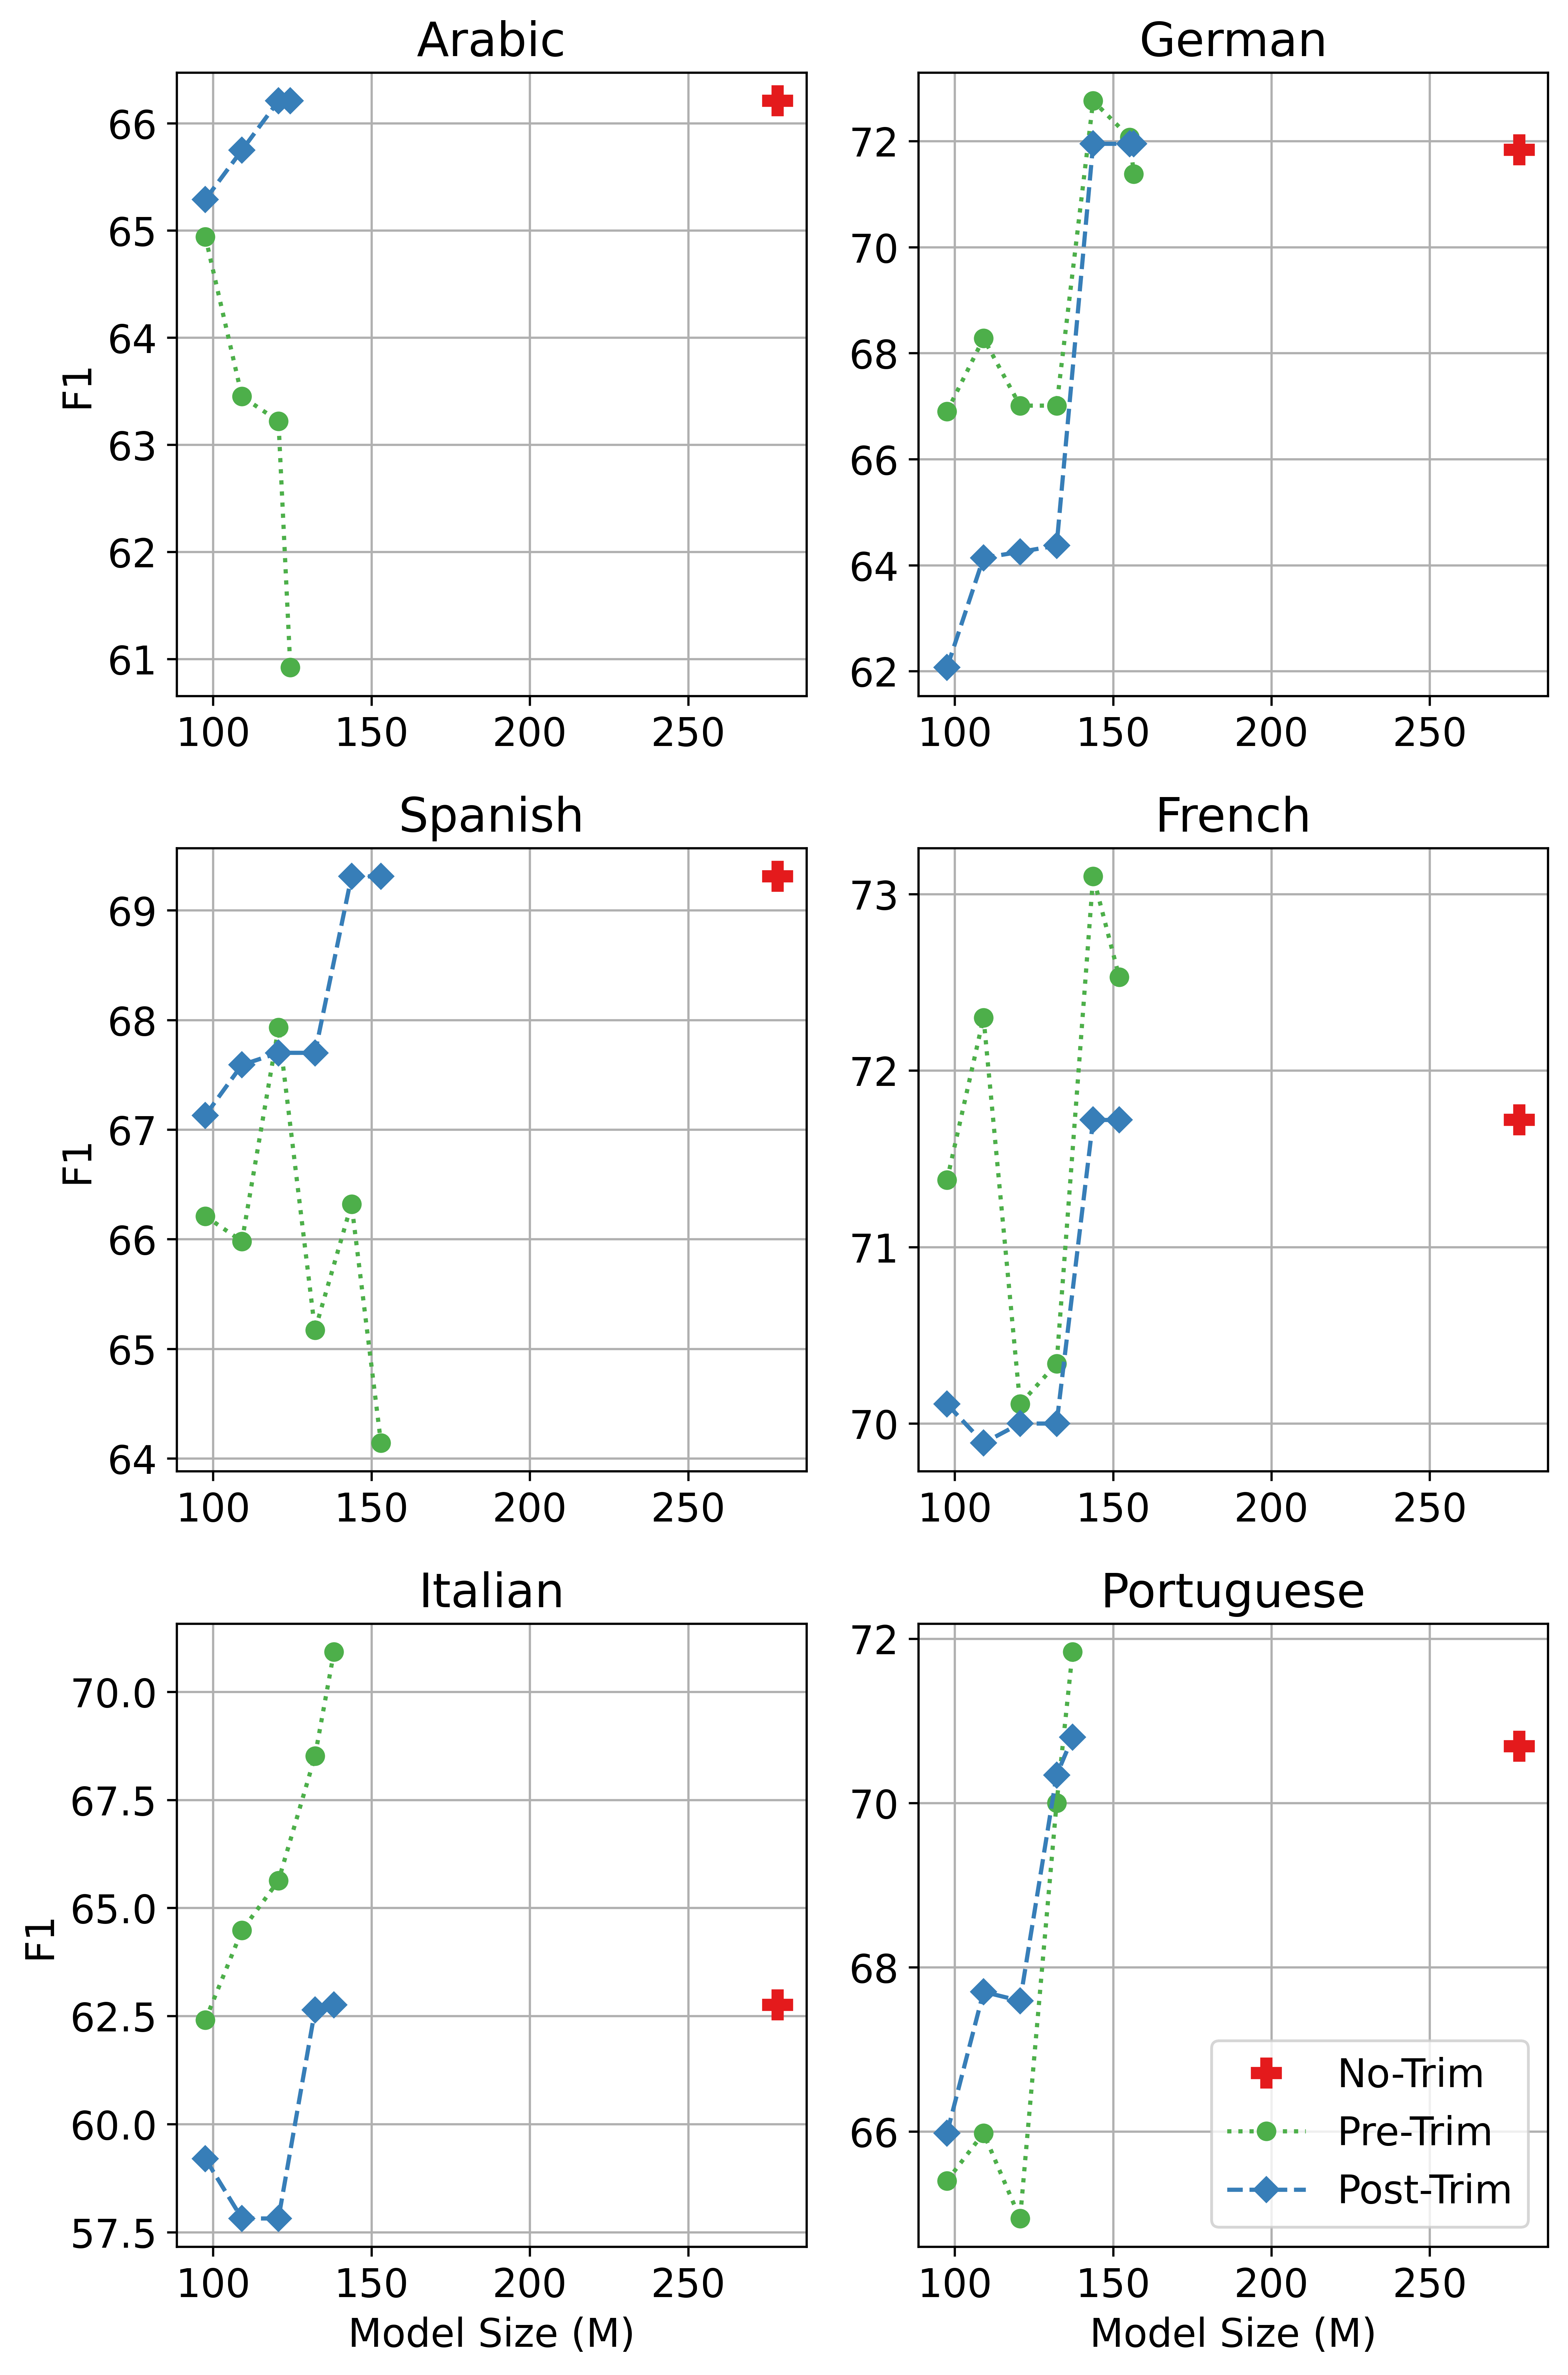 Arabic
F1
66
65
64
63
62
61
100 150 200 250
German
72
70
68
66
64
62
100 150 200 250
Spanish
F1
69
68
67
66
65
64
100 150 200 250
French
73
72
71
70
100 150 200 250
Italian
F1
70.0
67.5
65.0
62.5
60.0
57.5
100 150 200 250
Model Size (M)
Portuguese
72
70
68
66
No-Trim
Pre-Trim
Post-Trim
100 150 200 250
Model Size (M)